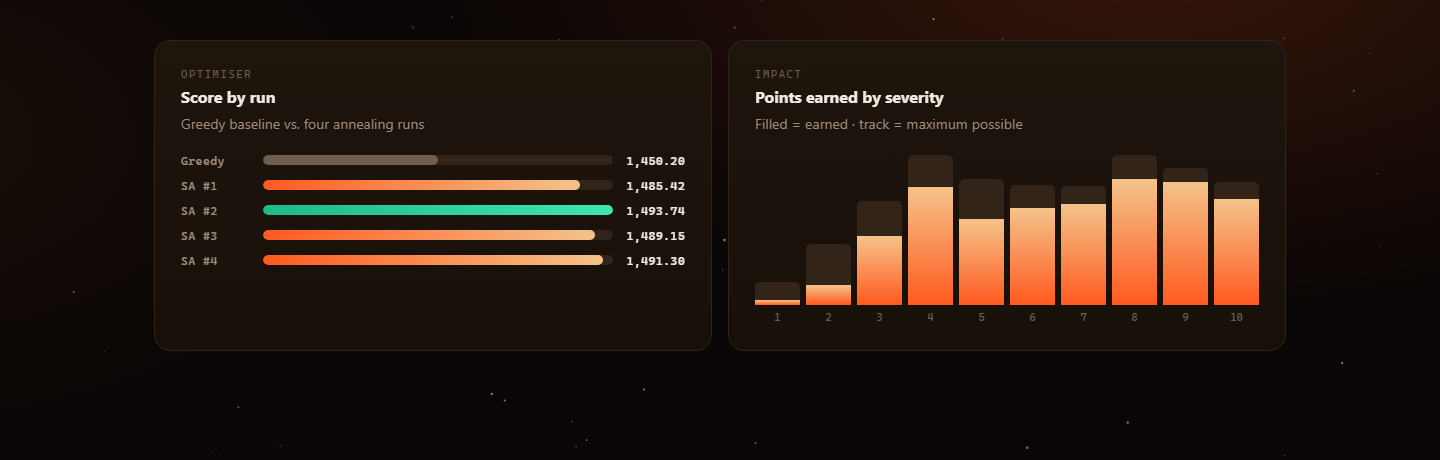 OPTIMISER
Score by run
Greedy baseline vs. four annealing runs
Greedy 1,450.20
SA #1 1,485.42
SA #2 1,493.74
SA #3 1,489.15
SA #4 1,491.30
IMPACT
Points earned by severity
Filled = earned · track = maximum possible
1 2 3 4 5 6 7 8 9 10